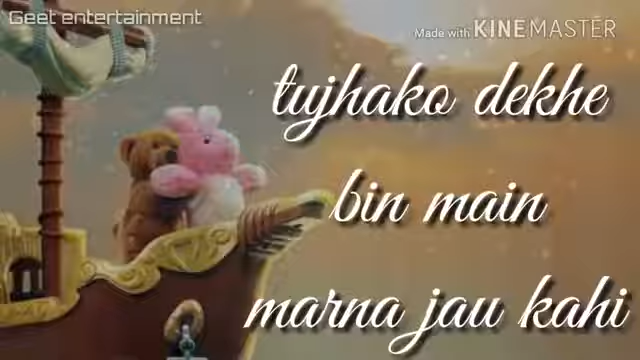 Geet entertainment
Made with KINEMASTER
tujhako dekhe
bin main
marna jau kahi